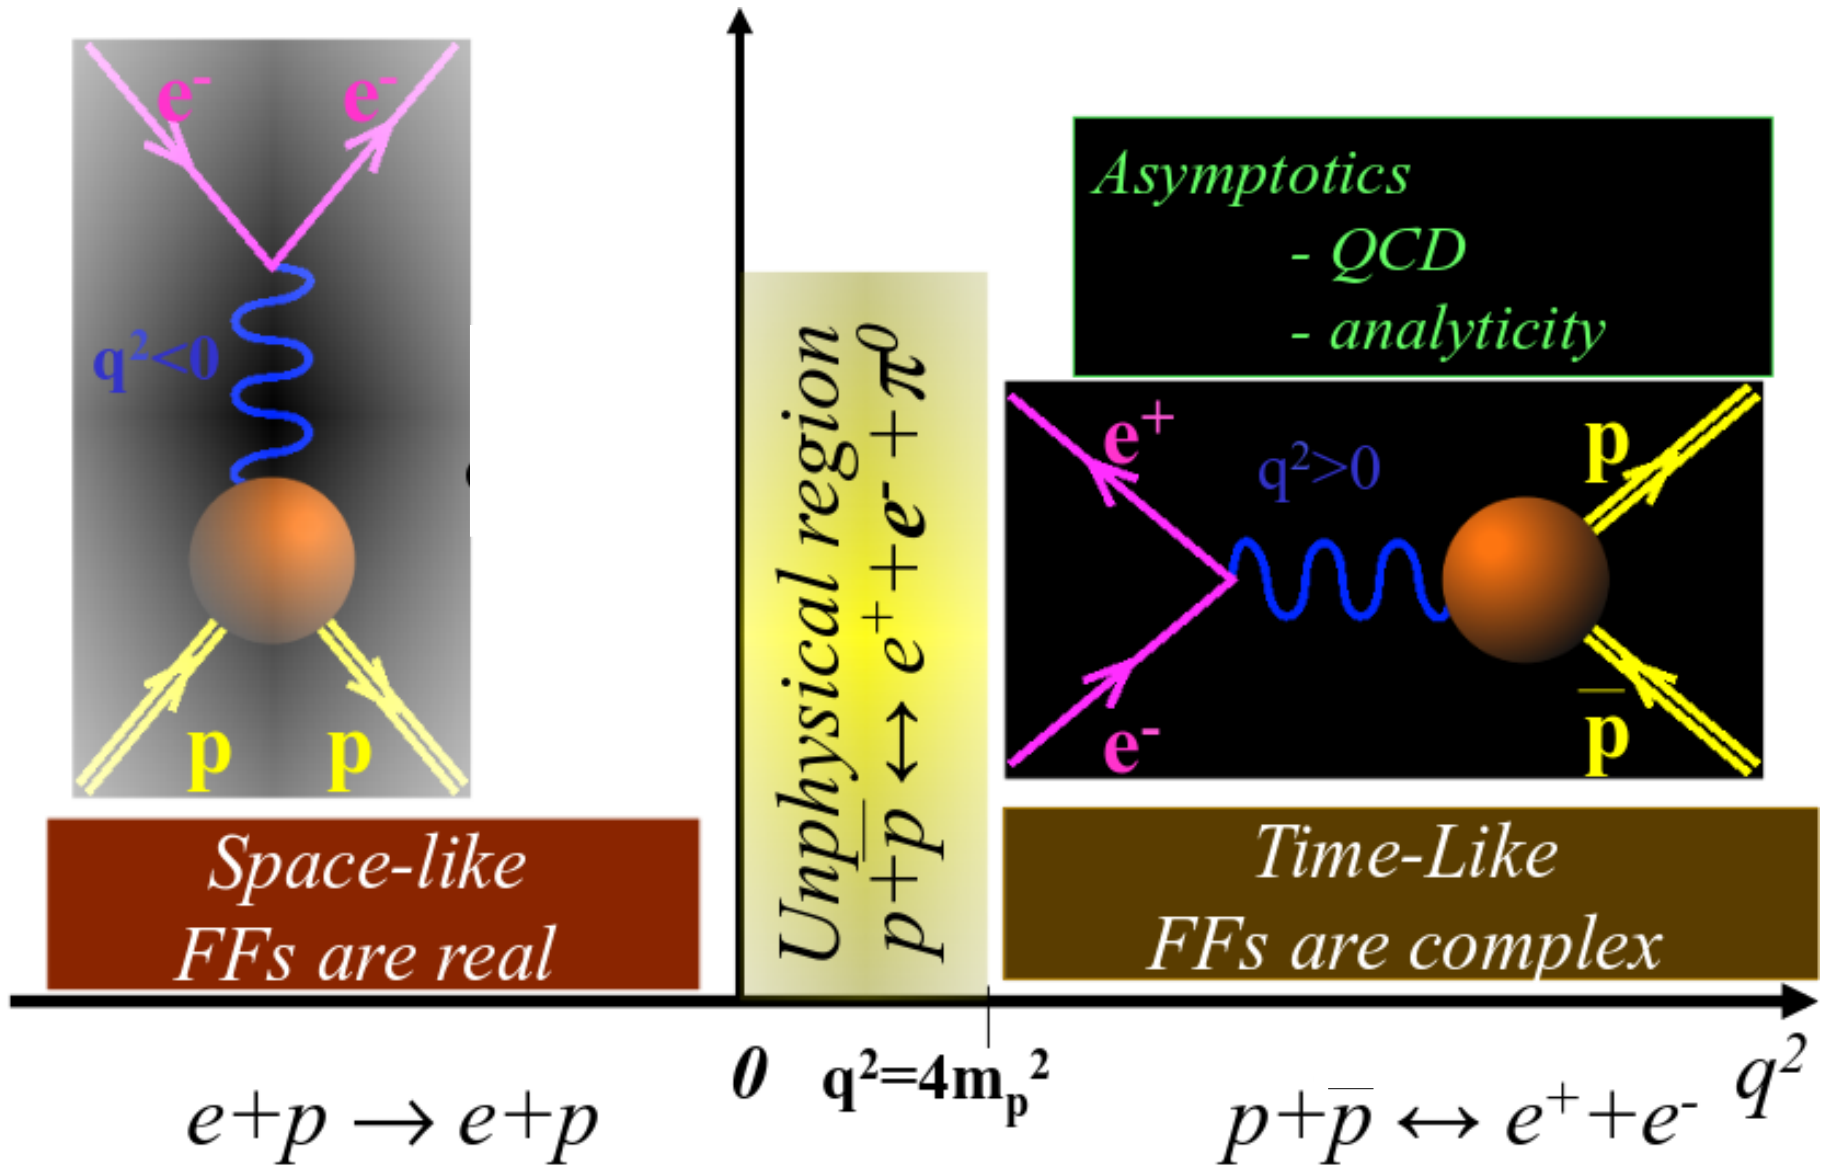 e⁻ e⁻
q²<0
p p
Space-like
FFs are real
Unphysical region
p+p̅ ↔ e⁺+e⁻+π⁰
Asymptotics
- QCD
- analyticity
e⁺ q²>0 p
e⁻ p̅
Time-Like
FFs are complex
0 q²=4mₚ² q²
e+p → e+p
p+p̅ ↔ e⁺+e⁻